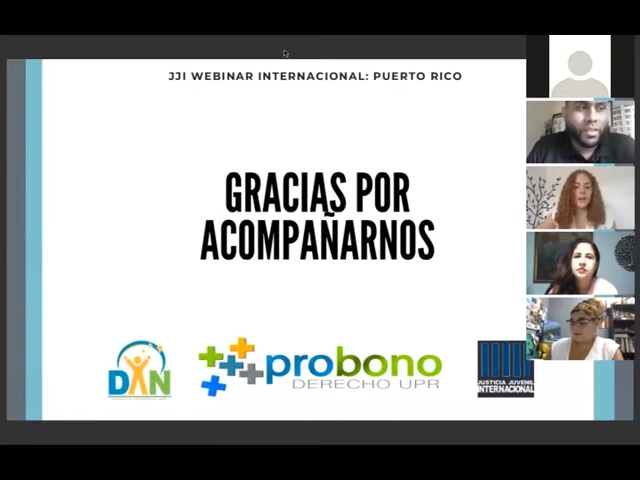 JJI WEBINAR INTERNACIONAL: PUERTO RICO
GRACIAS POR
ACOMPAÑARNOS
DAN
probono
DERECHO UPR
JUSTICIA JUVENIL
INTERNACIONAL